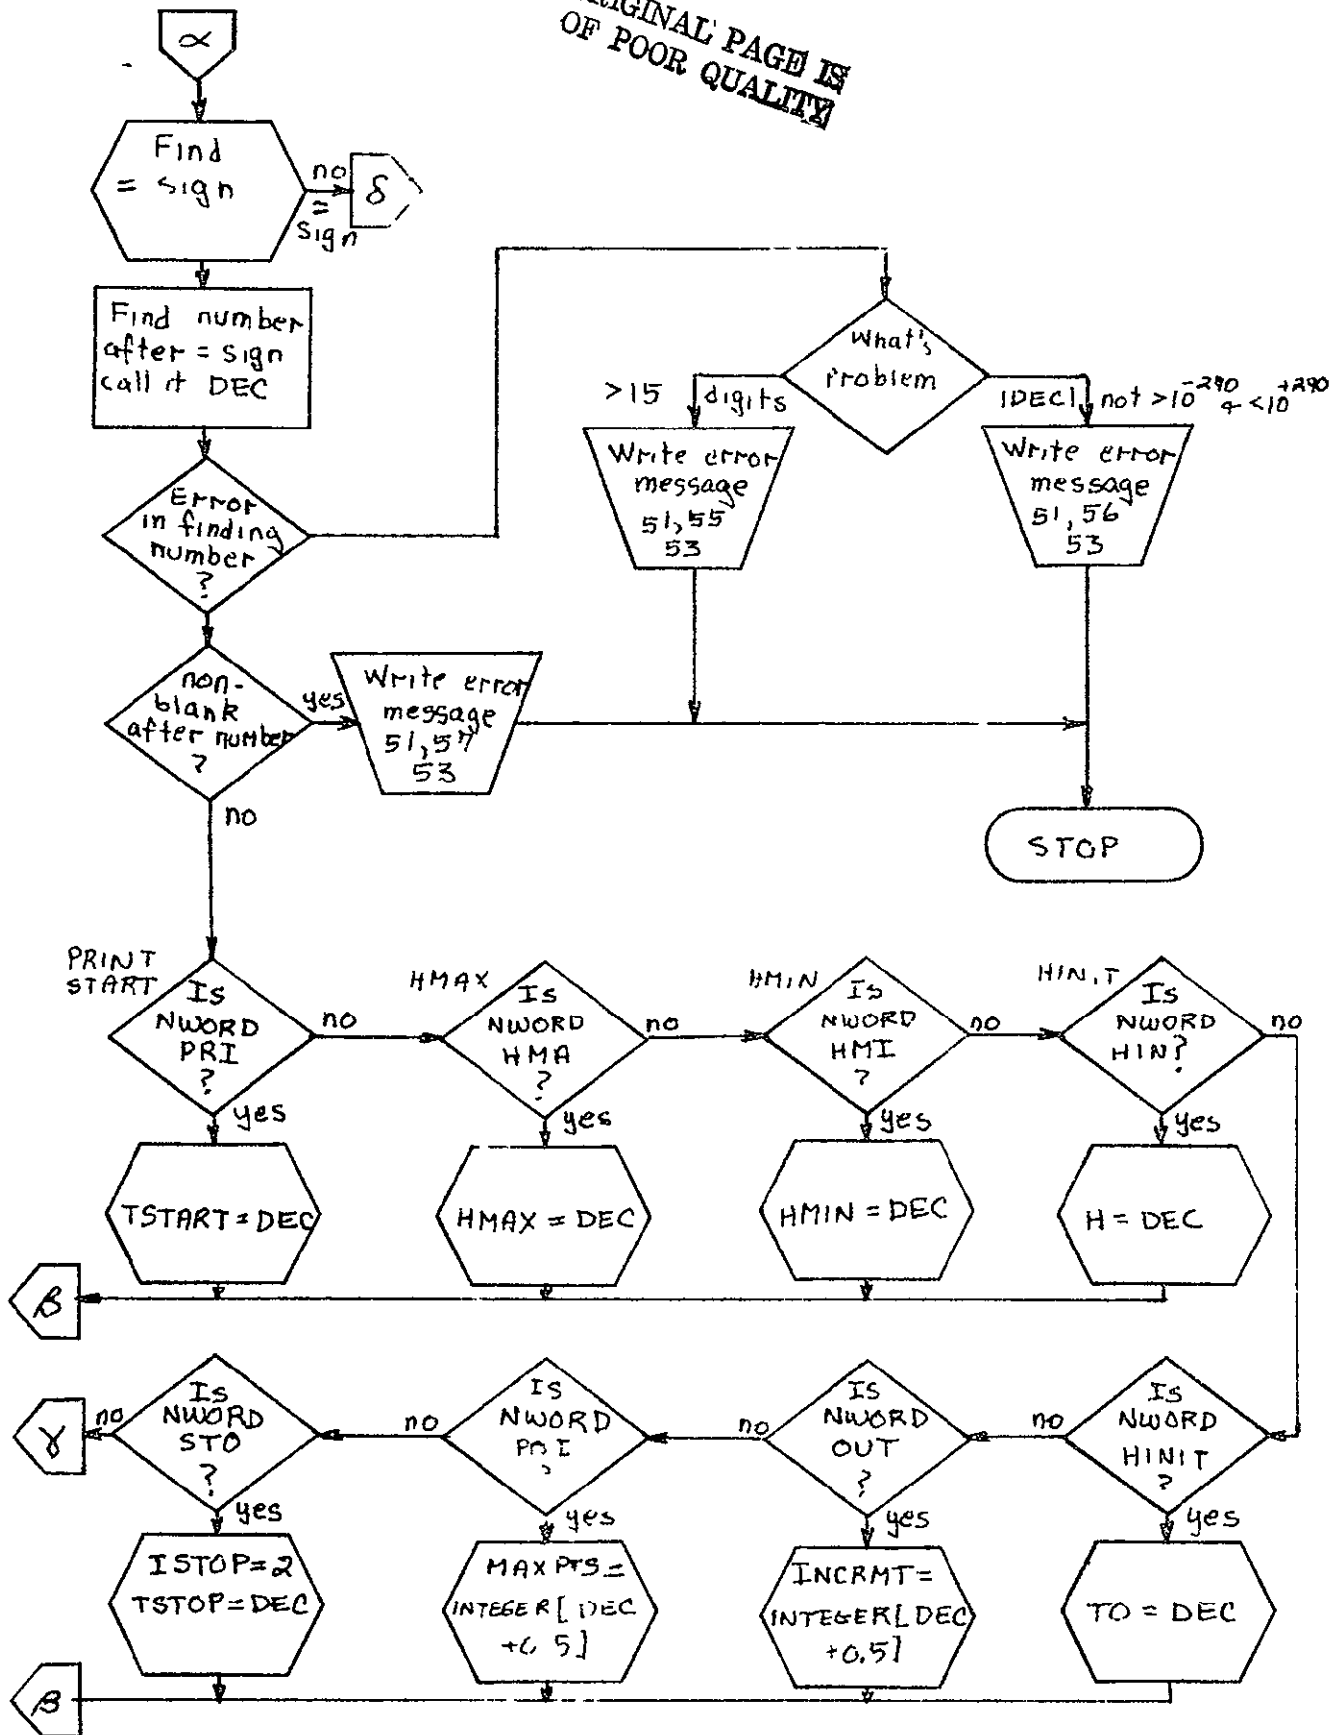 ORIGINAL PAGE IS
OF POOR QUALITY
α
Find
= sign
no
=
sign
δ
Find number
after = sign
call it DEC
What's
Problem
>15 digits
|DEC| not >10^-290 & <10^+290
Write error
message
51, 55
53
Write error
message
51, 56
53
Error
in finding
number
?
non-
blank
after number
?
yes
Write error
message
51, 57
53
no
STOP
PRINT
START
Is
NWORD
PRI
?
no
HMAX
Is
NWORD
HMA
?
no
HMIN
Is
NWORD
HMI
?
no
HINIT
Is
NWORD
HIN?
no
yes
yes
yes
yes
TSTART = DEC
HMAX = DEC
HMIN = DEC
H = DEC
β
γ
no
Is
NWORD
STO
?
no
Is
NWORD
no
Is
NWORD
OUT
?
no
Is
NWORD
HINIT
?
yes
yes
yes
yes
ISTOP=2
TSTOP=DEC
MAXPTS=
INTEGER[DEC
+0.5]
INCRMT=
INTEGER[DEC
+0.5]
TO = DEC
β